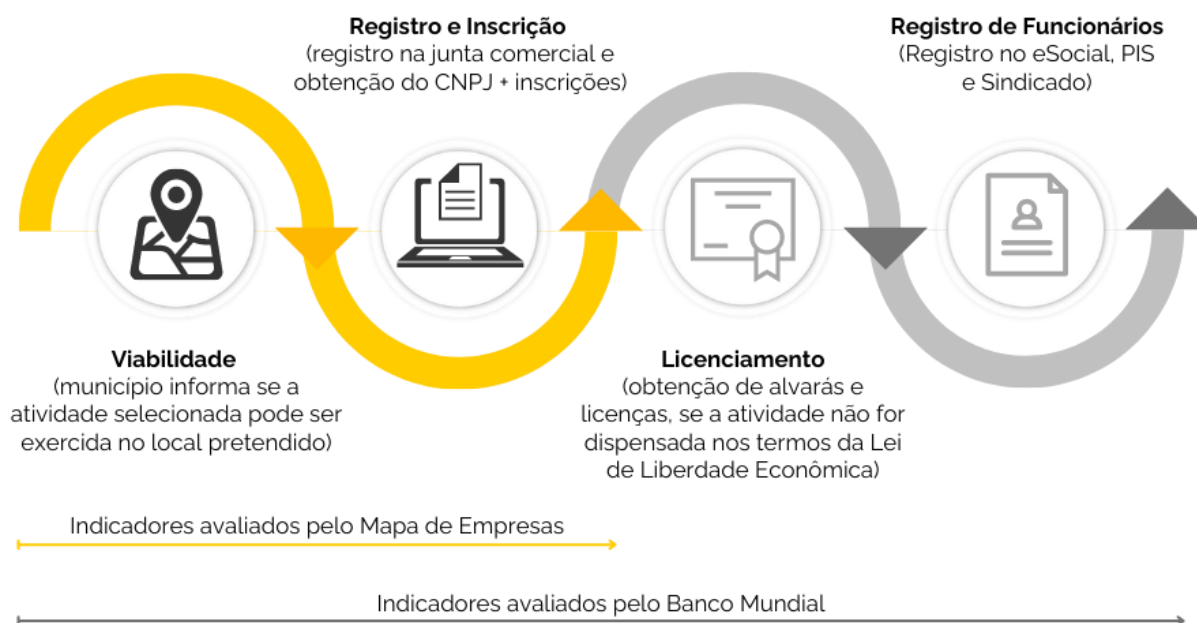 Registro e Inscrição
(registro na junta comercial e
obtenção do CNPJ + inscrições)
Registro de Funcionários
(Registro no eSocial, PIS
e Sindicado)
Viabilidade
(município informa se a
atividade selecionada pode ser
exercida no local pretendido)
Licenciamento
(obtenção de alvarás e
licenças, se a atividade não for
dispensada nos termos da Lei
de Liberdade Econômica)
Indicadores avaliados pelo Mapa de Empresas
Indicadores avaliados pelo Banco Mundial